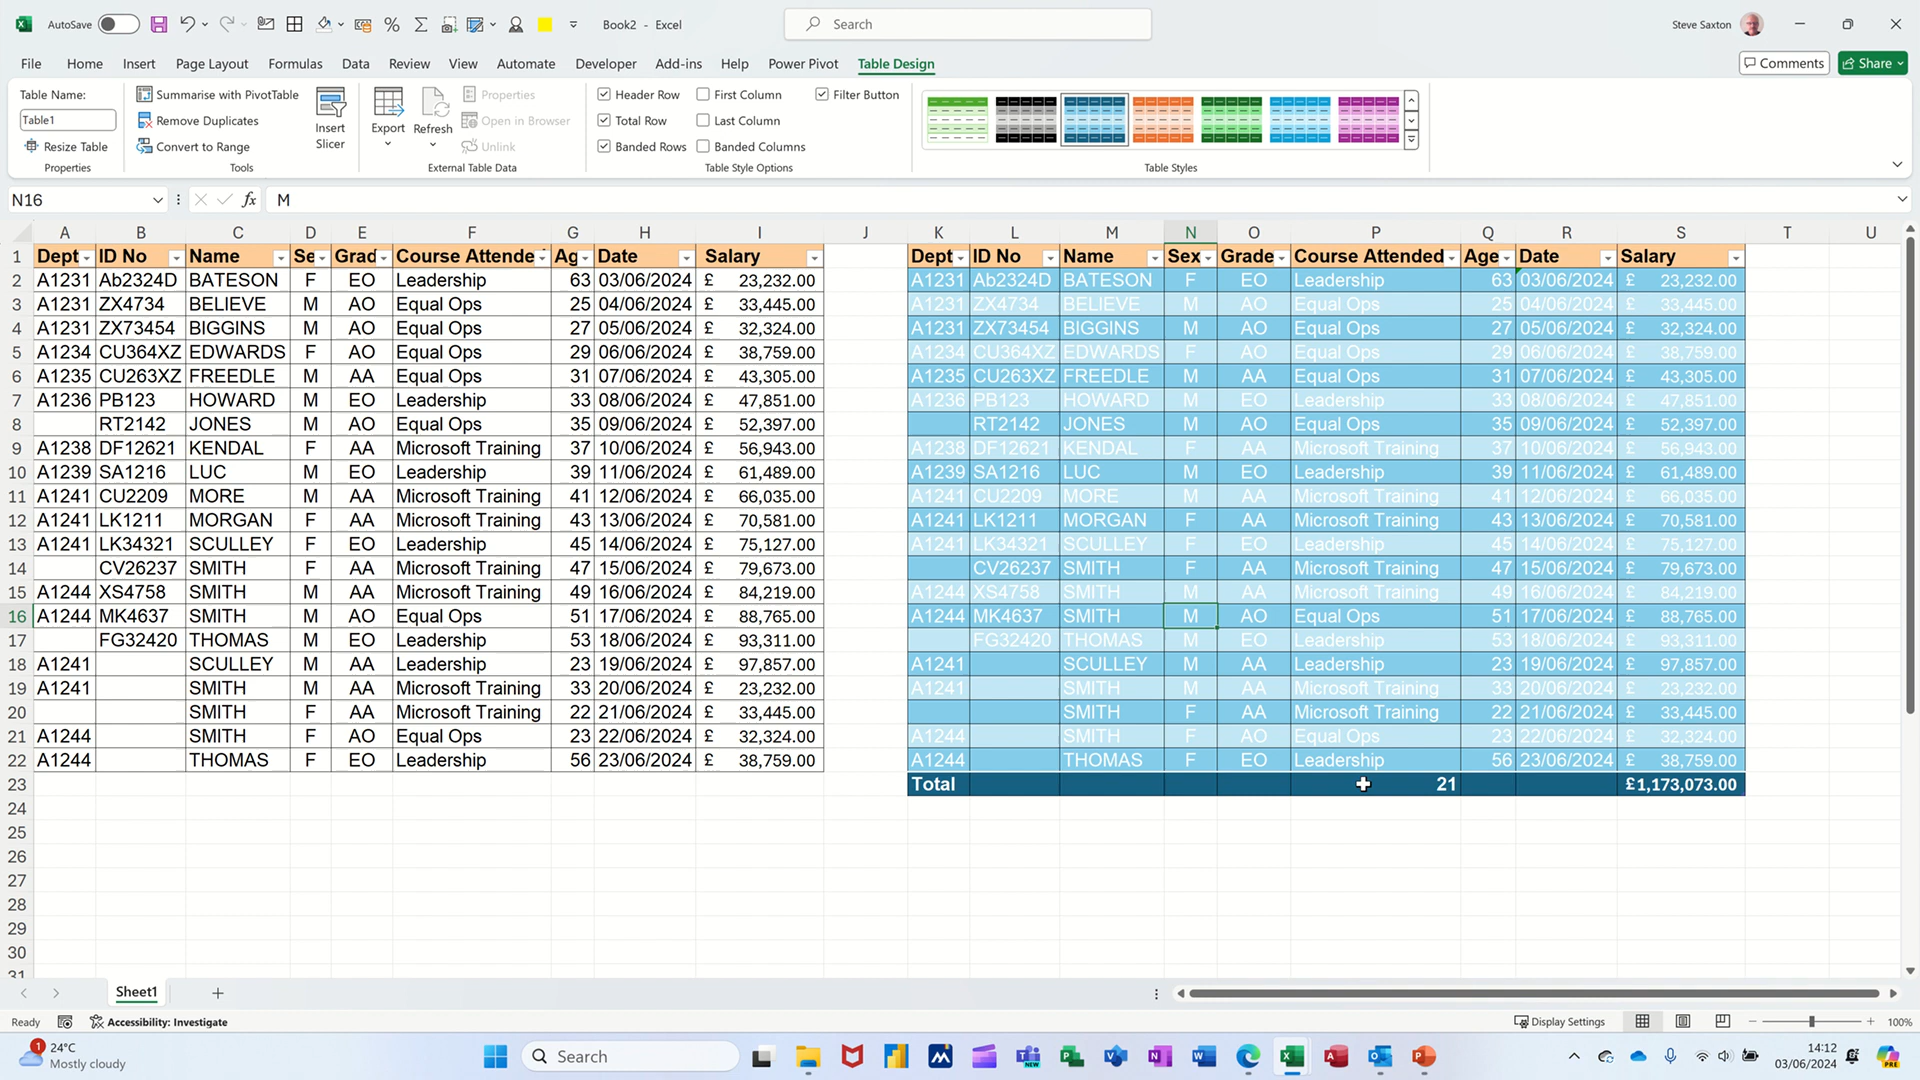 AutoSave Book2 - Excel Search Steve Saxton
File Home Insert Page Layout Formulas Data Review View Automate Developer Add-ins Help Power Pivot Table Design Comments Share
Table Name: Summarise with PivotTable Properties Header Row First Column Filter Button
Table1 Remove Duplicates Insert Slicer Export Refresh Open in Browser Total Row Last Column
Resize Table Convert to Range Unlink Banded Rows Banded Columns
Properties Tools External Table Data Table Style Options Table Styles
N16 fx M
A B C D E F G H I J K L M N O P Q R S T U
1 Dept ID No Name Se Grad Course Attende Ag Date Salary Dept ID No Name Sex Grade Course Attended Age Date Salary
2 A1231 Ab2324D BATESON F EO Leadership 63 03/06/2024 £ 23,232.00 A1231 Ab2324D BATESON F EO Leadership 63 03/06/2024 £ 23,232.00
3 A1231 ZX4734 BELIEVE M AO Equal Ops 25 04/06/2024 £ 33,445.00 A1231 ZX4734 BELIEVE M AO Equal Ops 25 04/06/2024 £ 33,445.00
4 A1231 ZX73454 BIGGINS M AO Equal Ops 27 05/06/2024 £ 32,324.00 A1231 ZX73454 BIGGINS M AO Equal Ops 27 05/06/2024 £ 32,324.00
5 A1234 CU364XZ EDWARDS F AO Equal Ops 29 06/06/2024 £ 38,759.00 A1234 CU364XZ EDWARDS F AO Equal Ops 29 06/06/2024 £ 38,759.00
6 A1235 CU263XZ FREEDLE M AA Equal Ops 31 07/06/2024 £ 43,305.00 A1235 CU263XZ FREEDLE M AA Equal Ops 31 07/06/2024 £ 43,305.00
7 A1236 PB123 HOWARD M EO Leadership 33 08/06/2024 £ 47,851.00 A1236 PB123 HOWARD M EO Leadership 33 08/06/2024 £ 47,851.00
8 RT2142 JONES M AO Equal Ops 35 09/06/2024 £ 52,397.00 RT2142 JONES M AO Equal Ops 35 09/06/2024 £ 52,397.00
9 A1238 DF12621 KENDAL F AA Microsoft Training 37 10/06/2024 £ 56,943.00 A1238 DF12621 KENDAL F AA Microsoft Training 37 10/06/2024 £ 56,943.00
10 A1239 SA1216 LUC M EO Leadership 39 11/06/2024 £ 61,489.00 A1239 SA1216 LUC M EO Leadership 39 11/06/2024 £ 61,489.00
11 A1241 CU2209 MORE M AA Microsoft Training 41 12/06/2024 £ 66,035.00 A1241 CU2209 MORE M AA Microsoft Training 41 12/06/2024 £ 66,035.00
12 A1241 LK1211 MORGAN F AA Microsoft Training 43 13/06/2024 £ 70,581.00 A1241 LK1211 MORGAN F AA Microsoft Training 43 13/06/2024 £ 70,581.00
13 A1241 LK34321 SCULLEY F EO Leadership 45 14/06/2024 £ 75,127.00 A1241 LK34321 SCULLEY F EO Leadership 45 14/06/2024 £ 75,127.00
14 CV26237 SMITH F AA Microsoft Training 47 15/06/2024 £ 79,673.00 CV26237 SMITH F AA Microsoft Training 47 15/06/2024 £ 79,673.00
15 A1244 XS4758 SMITH M AA Microsoft Training 49 16/06/2024 £ 84,219.00 A1244 XS4758 SMITH M AA Microsoft Training 49 16/06/2024 £ 84,219.00
16 A1244 MK4637 SMITH M AO Equal Ops 51 17/06/2024 £ 88,765.00 A1244 MK4637 SMITH M AO Equal Ops 51 17/06/2024 £ 88,765.00
17 FG32420 THOMAS M EO Leadership 53 18/06/2024 £ 93,311.00 FG32420 THOMAS M EO Leadership 53 18/06/2024 £ 93,311.00
18 A1241 SCULLEY M AA Leadership 23 19/06/2024 £ 97,857.00 A1241 SCULLEY M AA Leadership 23 19/06/2024 £ 97,857.00
19 A1241 SMITH M AA Microsoft Training 33 20/06/2024 £ 23,232.00 A1241 SMITH M AA Microsoft Training 33 20/06/2024 £ 23,232.00
20 SMITH F AA Microsoft Training 22 21/06/2024 £ 33,445.00 SMITH F AA Microsoft Training 22 21/06/2024 £ 33,445.00
21 A1244 SMITH F AO Equal Ops 23 22/06/2024 £ 32,324.00 A1244 SMITH F AO Equal Ops 23 22/06/2024 £ 32,324.00
22 A1244 THOMAS F EO Leadership 56 23/06/2024 £ 38,759.00 A1244 THOMAS F EO Leadership 56 23/06/2024 £ 38,759.00
23 Total 21 £1,173,073.00
24
25
26
27
28
29
30
31
Sheet1
Ready Accessibility: Investigate Display Settings 100%
1 24°C Search 14:12
Mostly cloudy 03/06/2024